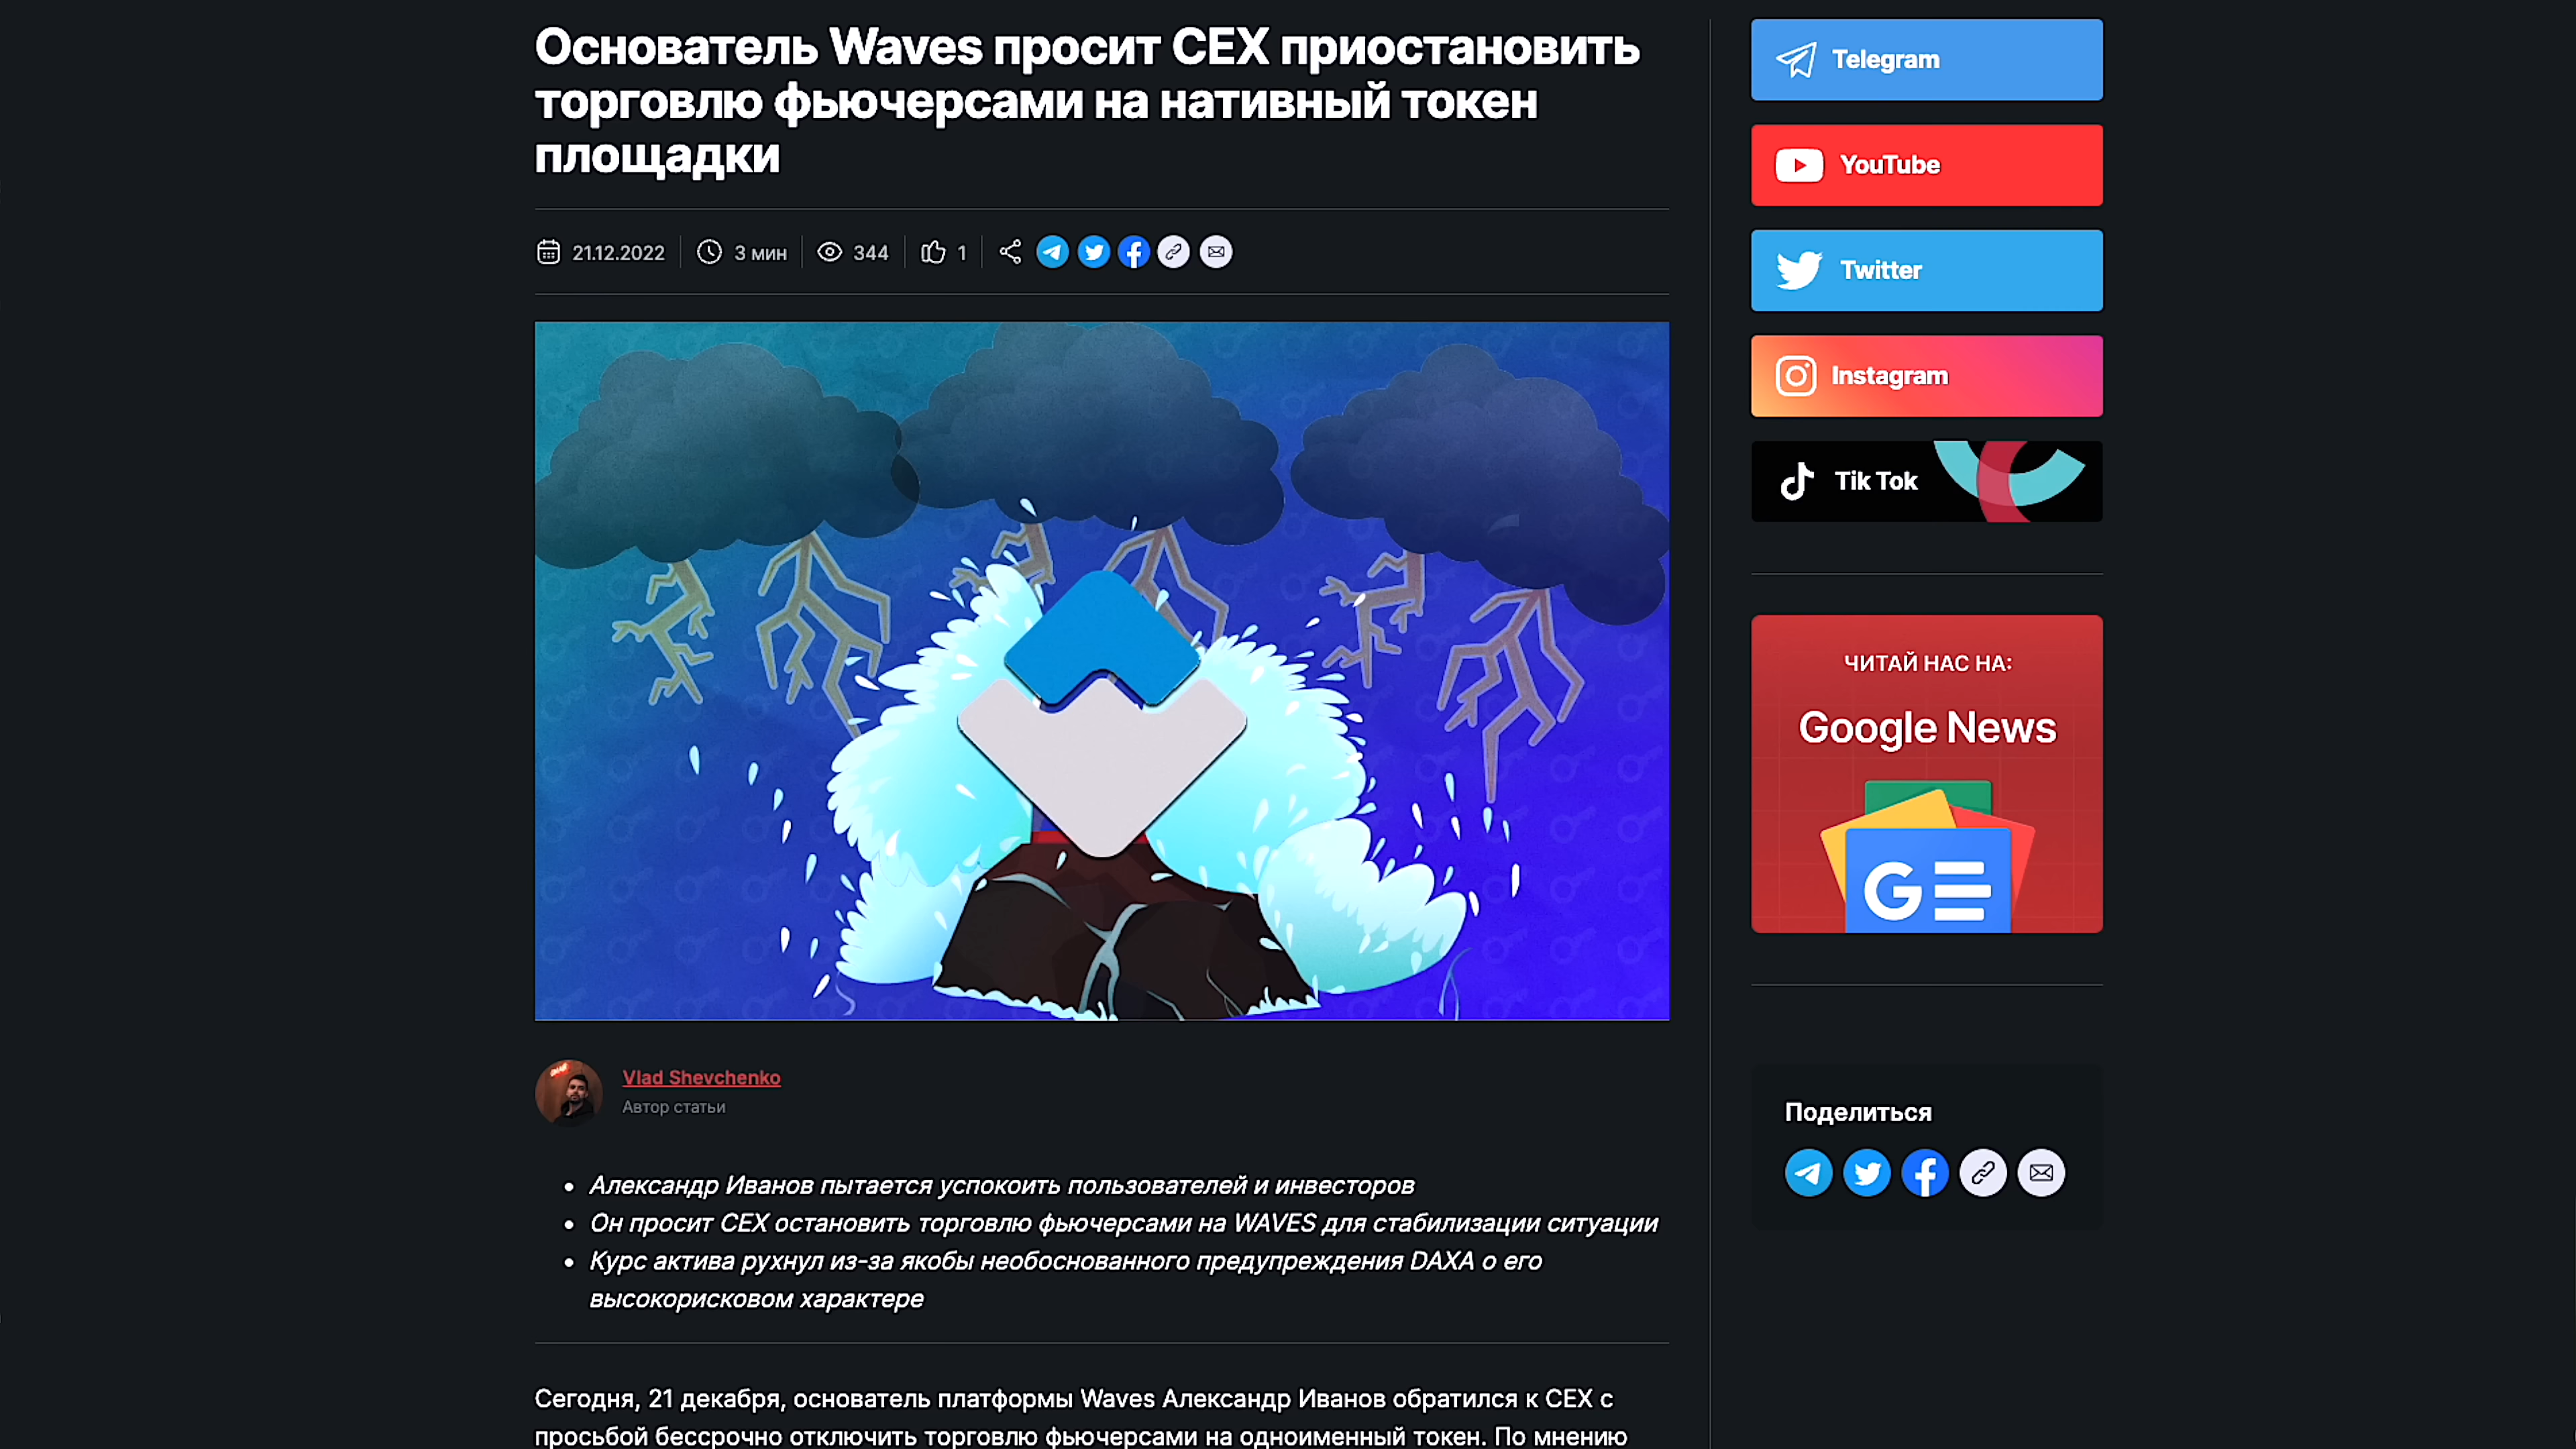 Основатель Waves просит CEX приостановить
торговлю фьючерсами на нативный токен
площадки
21.12.2022
3 мин
344
1
Vlad Shevchenko
Автор статьи
Александр Иванов пытается успокоить пользователей и инвесторов
Он просит CEX остановить торговлю фьючерсами на WAVES для стабилизации ситуации
Курс актива рухнул из-за якобы необоснованного предупреждения DAXA о его
высокорисковом характере
Сегодня, 21 декабря, основатель платформы Waves Александр Иванов обратился к CEX с
просьбой бессрочно отключить торговлю фьючерсами на одноименный токен. По мнению
Telegram
YouTube
Twitter
Instagram
Tik Tok
ЧИТАЙ НАС НА:
Google News
Поделиться